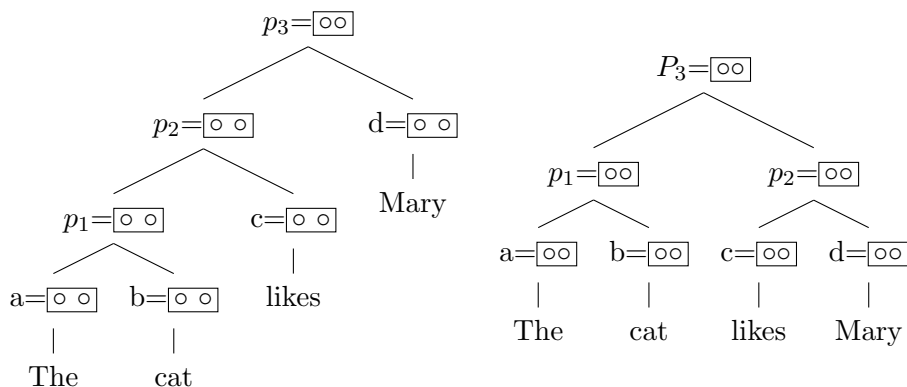 p₃=
p₂= d=
Mary
p₁= c=
likes
a= b=
The cat
P₃=
p₁= p₂=
a= b= c= d=
The cat likes Mary